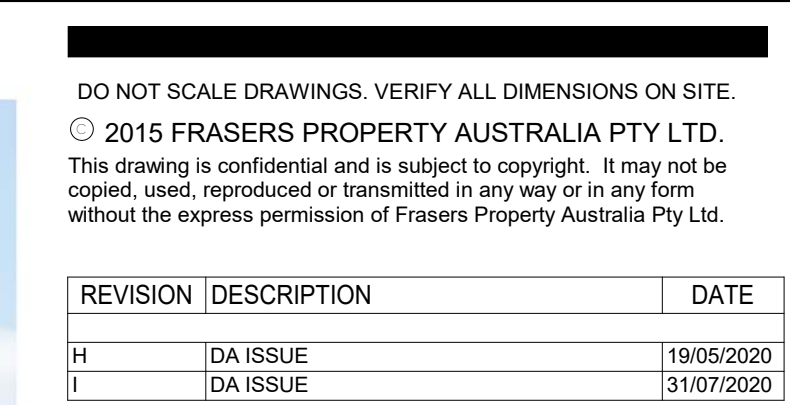 DO NOT SCALE DRAWINGS. VERIFY ALL DIMENSIONS ON SITE.
© 2015 FRASERS PROPERTY AUSTRALIA PTY LTD.
This drawing is confidential and is subject to copyright. It may not be
copied, used, reproduced or transmitted in any way or in any form
without the express permission of Frasers Property Australia Pty Ltd.
REVISION DESCRIPTION DATE
H DA ISSUE 19/05/2020
I DA ISSUE 31/07/2020